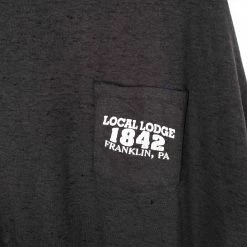 LOCAL LODGE
1842
FRANKLIN, PA